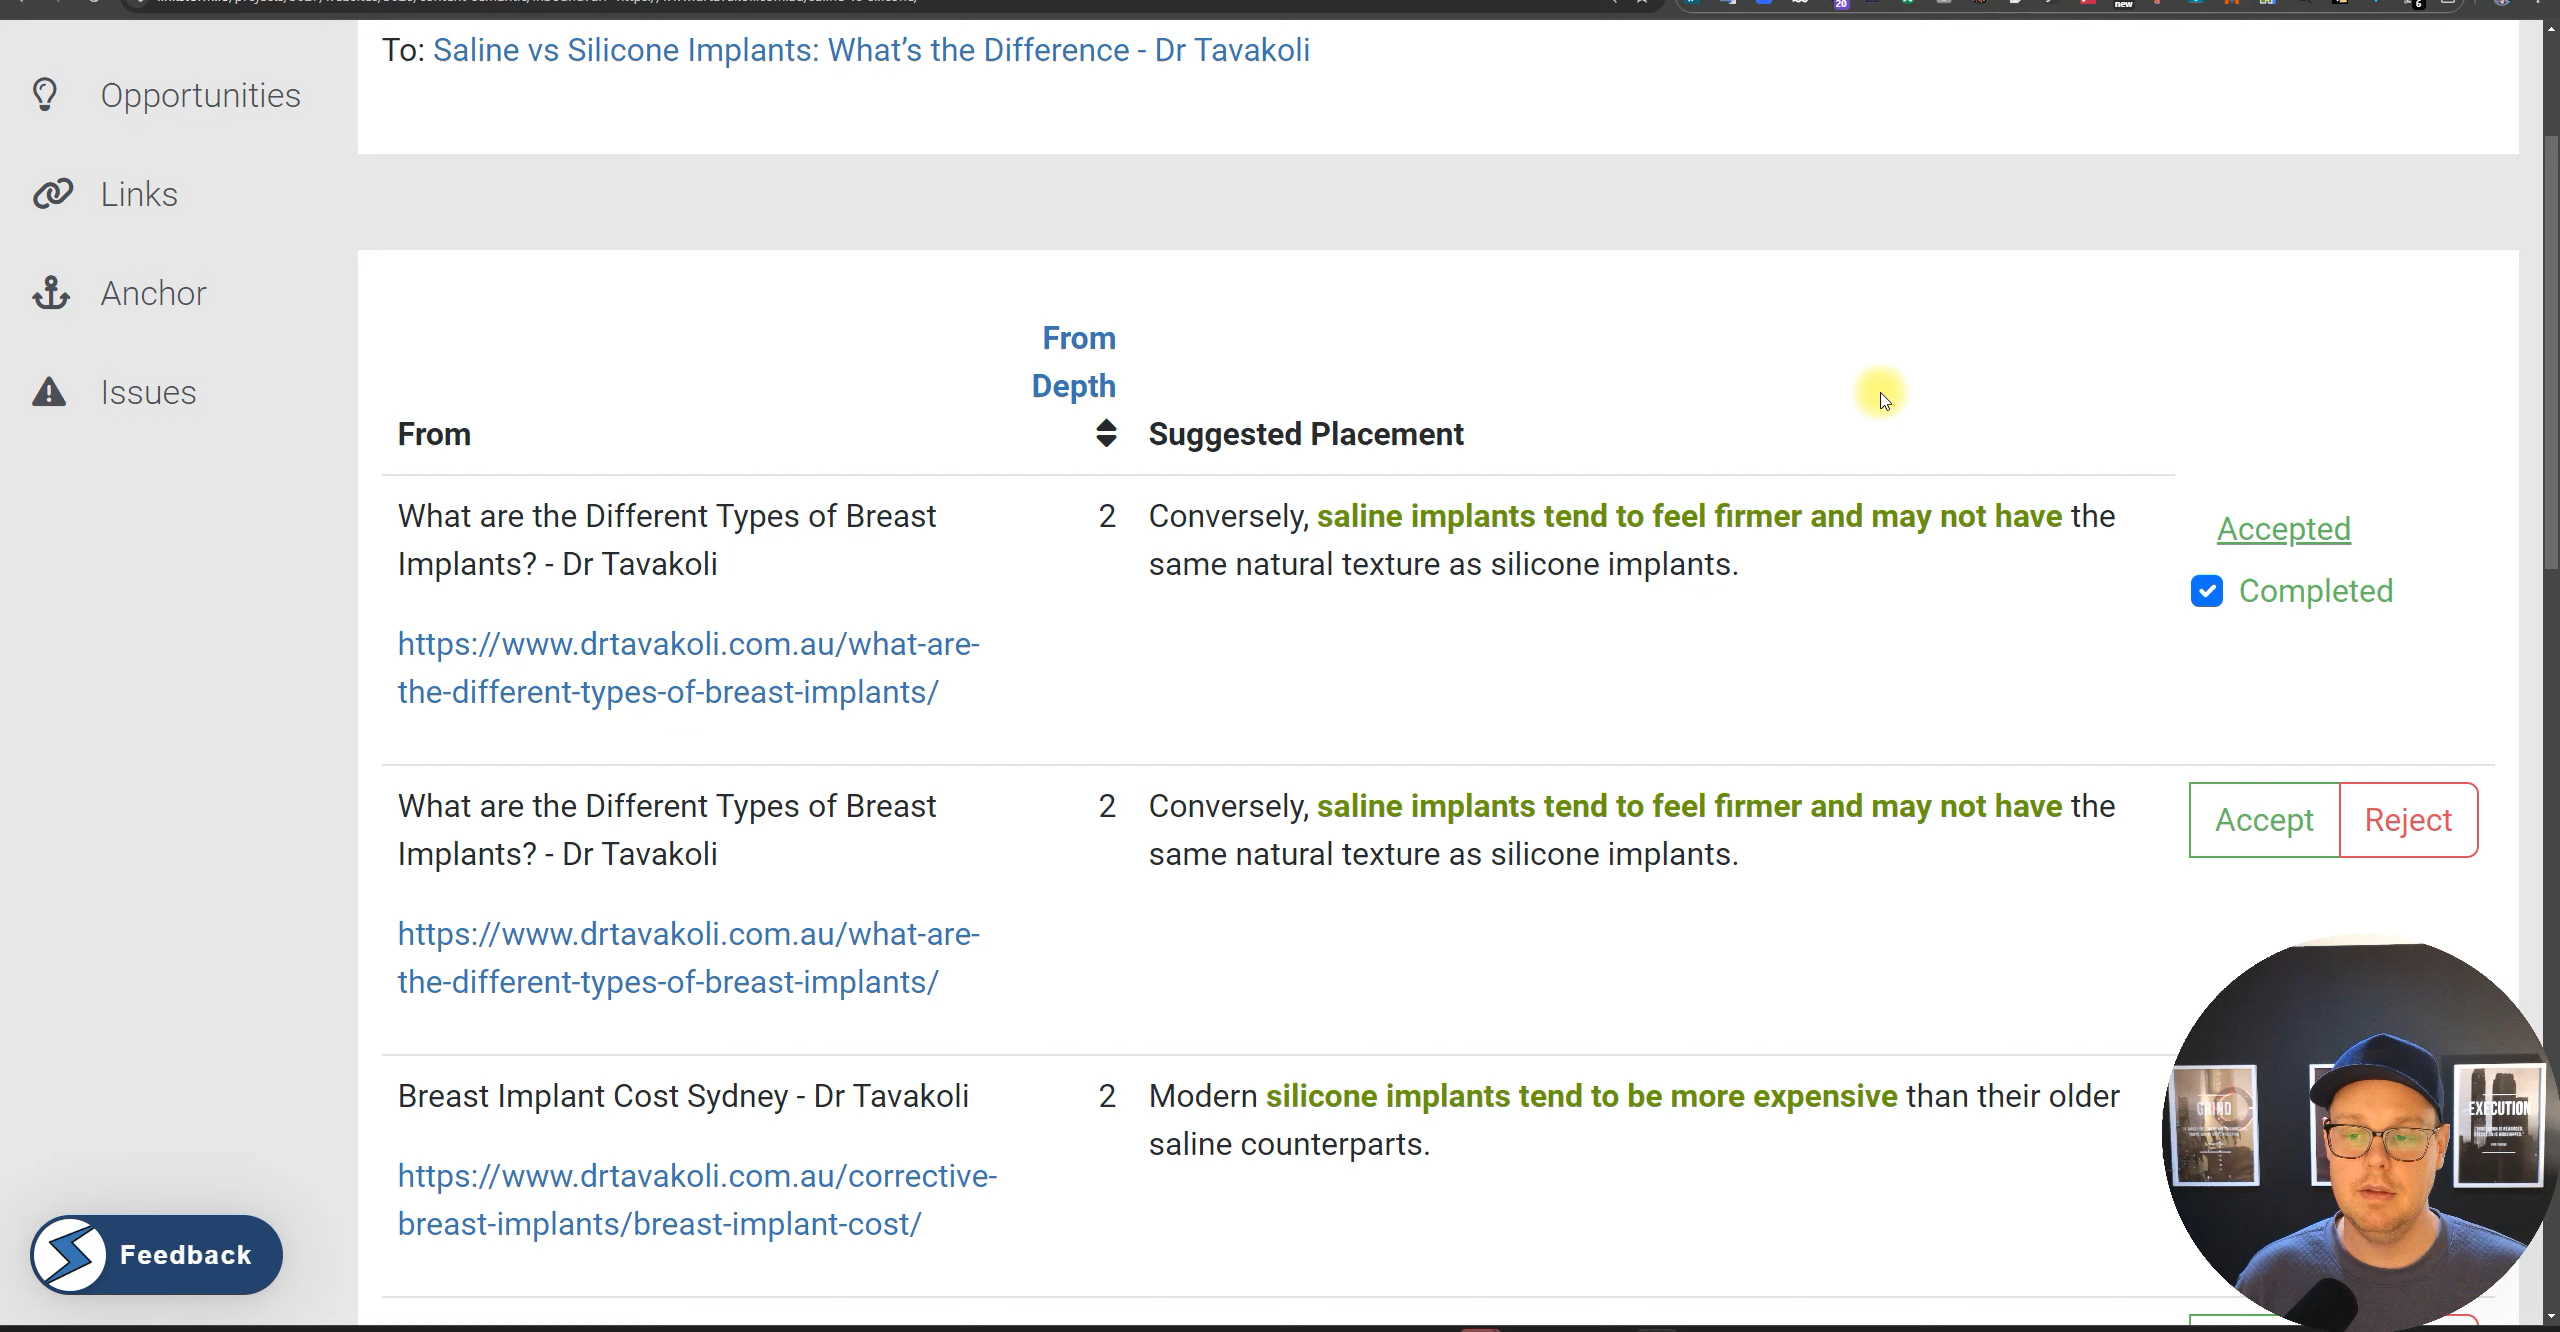 20
new
6
To: Saline vs Silicone Implants: What’s the Difference - Dr Tavakoli
Opportunities
Links
Anchor
Issues
From
Depth
From
Suggested Placement
What are the Different Types of Breast
Implants? - Dr Tavakoli
https://www.drtavakoli.com.au/what-are-
the-different-types-of-breast-implants/
2
Conversely, saline implants tend to feel firmer and may not have the
same natural texture as silicone implants.
Accepted
Completed
What are the Different Types of Breast
Implants? - Dr Tavakoli
https://www.drtavakoli.com.au/what-are-
the-different-types-of-breast-implants/
2
Conversely, saline implants tend to feel firmer and may not have the
same natural texture as silicone implants.
Accept
Reject
Breast Implant Cost Sydney - Dr Tavakoli
https://www.drtavakoli.com.au/corrective-
breast-implants/breast-implant-cost/
2
Modern silicone implants tend to be more expensive than their older
saline counterparts.
GRIND
EXECUTION
Feedback